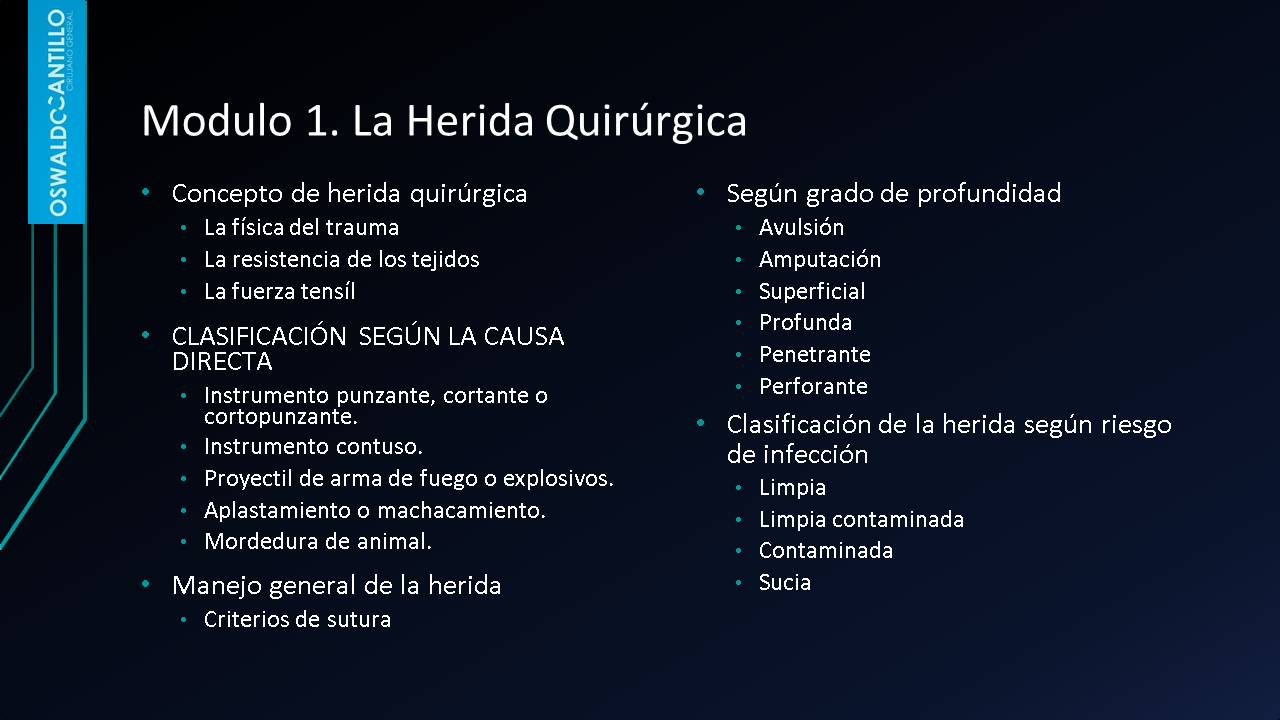 OSWALDO CANTILLO
CIRUJANO GENERAL
Modulo 1. La Herida Quirúrgica
• Concepto de herida quirúrgica
• La física del trauma
• La resistencia de los tejidos
• La fuerza tensíl
• CLASIFICACIÓN SEGÚN LA CAUSA
DIRECTA
• Instrumento punzante, cortante o
cortopunzante.
• Instrumento contuso.
• Proyectil de arma de fuego o explosivos.
• Aplastamiento o machacamiento.
• Mordedura de animal.
• Manejo general de la herida
• Criterios de sutura
• Según grado de profundidad
• Avulsión
• Amputación
• Superficial
• Profunda
• Penetrante
• Perforante
• Clasificación de la herida según riesgo
de infección
• Limpia
• Limpia contaminada
• Contaminada
• Sucia